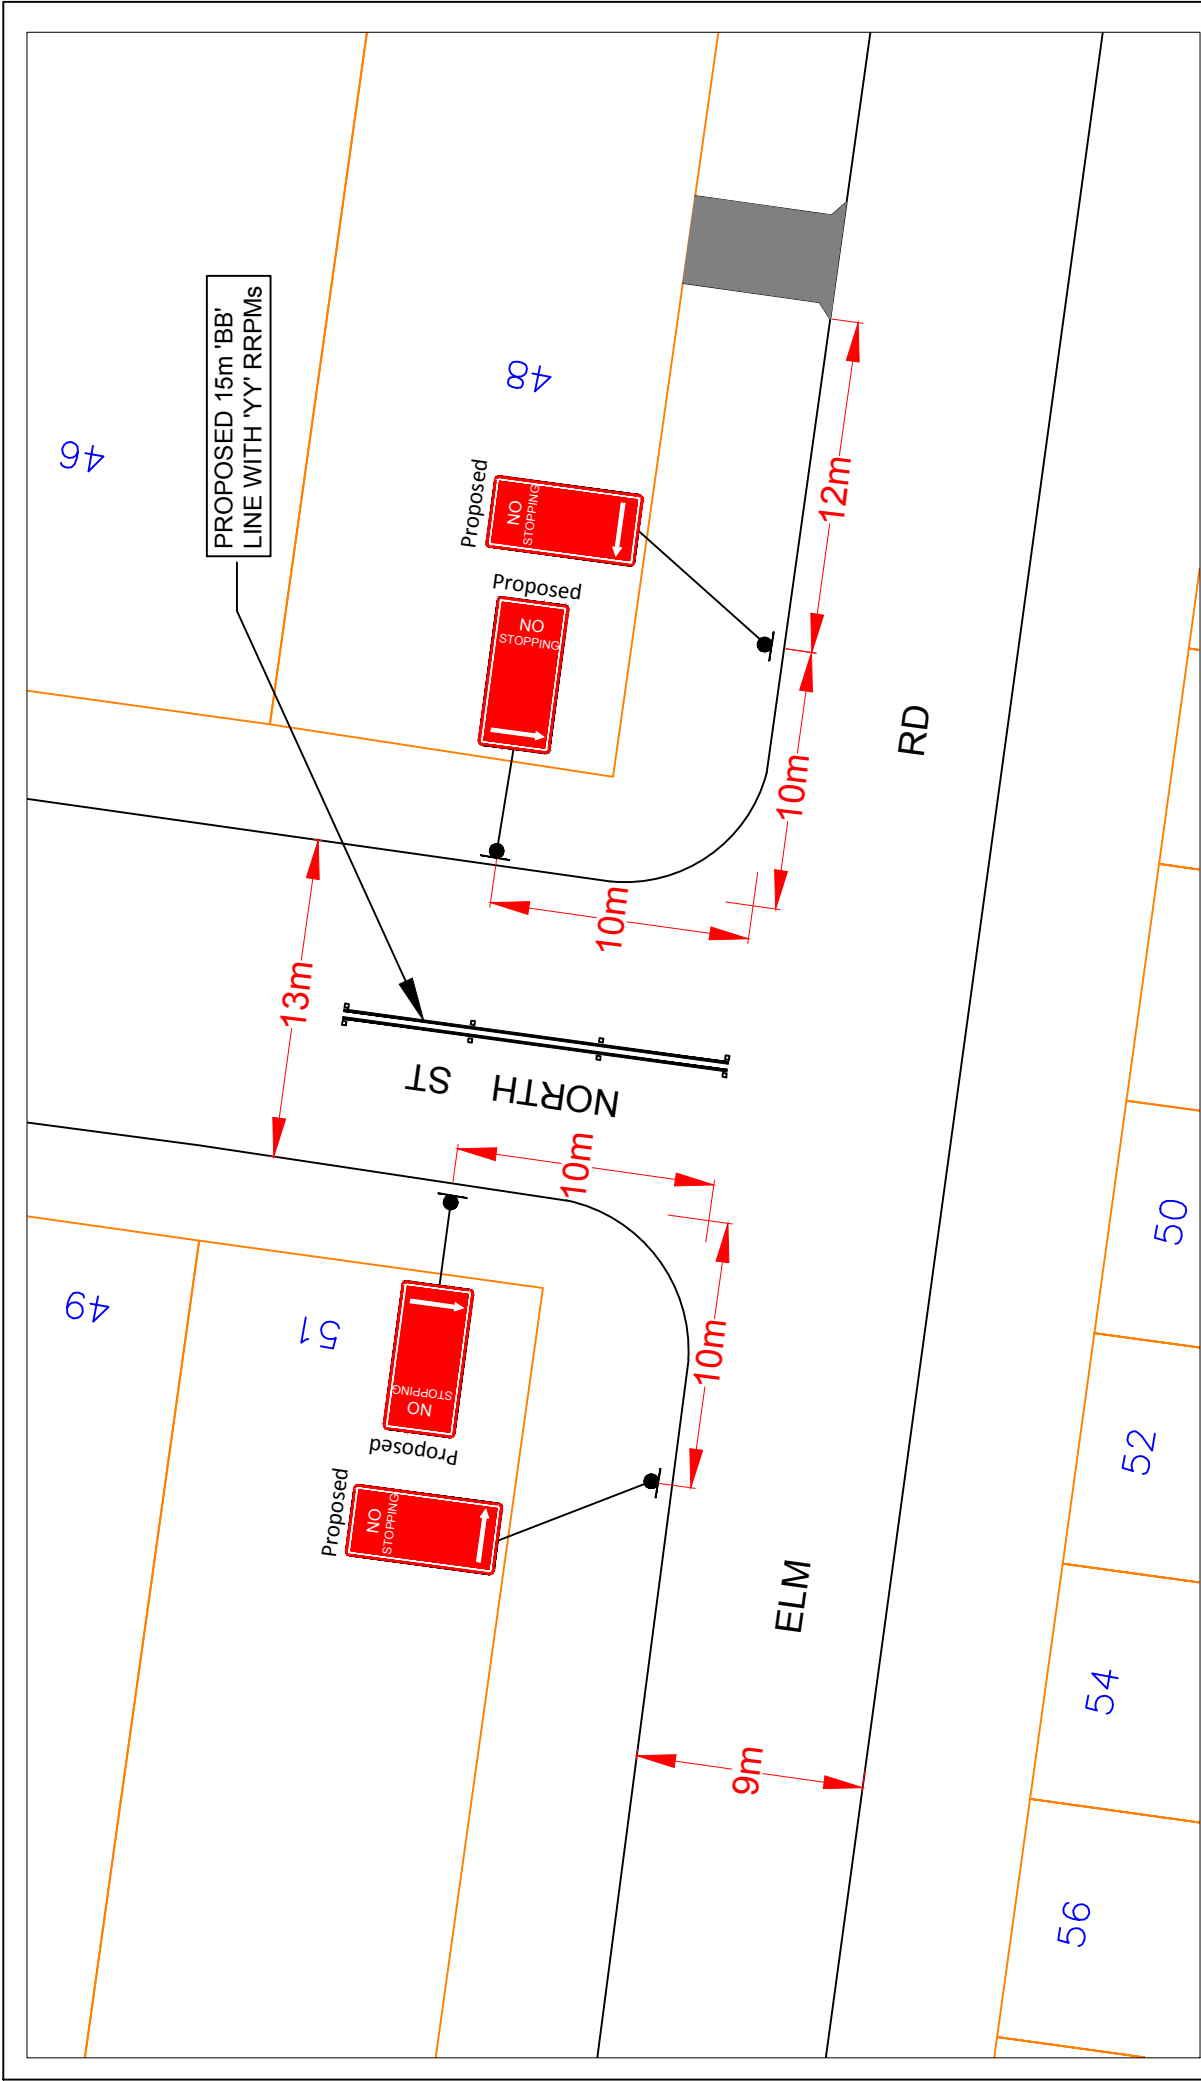 PROPOSED 15m 'BB'
LINE WITH 'YY' RRPMs
46
48
49
51
Proposed
NO
STOPPING
Proposed
NO
STOPPING
Proposed
NO
STOPPING
Proposed
NO
STOPPING
13m
10m
10m
10m
10m
12m
9m
NORTH ST
ELM RD
50
52
54
56